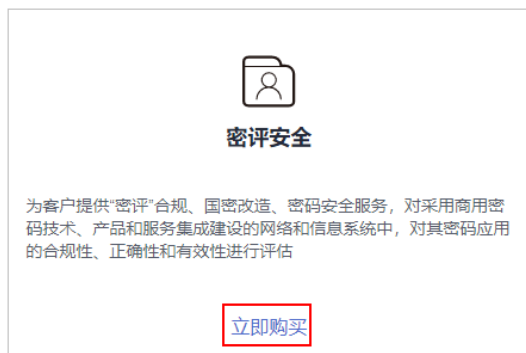 密评安全
为客户提供“密评”合规、国密改造、密码安全服务，对采用商用密
码技术、产品和服务集成建设的网络和信息系统中，对其密码应用
的合规性、正确性和有效性进行评估
立即购买